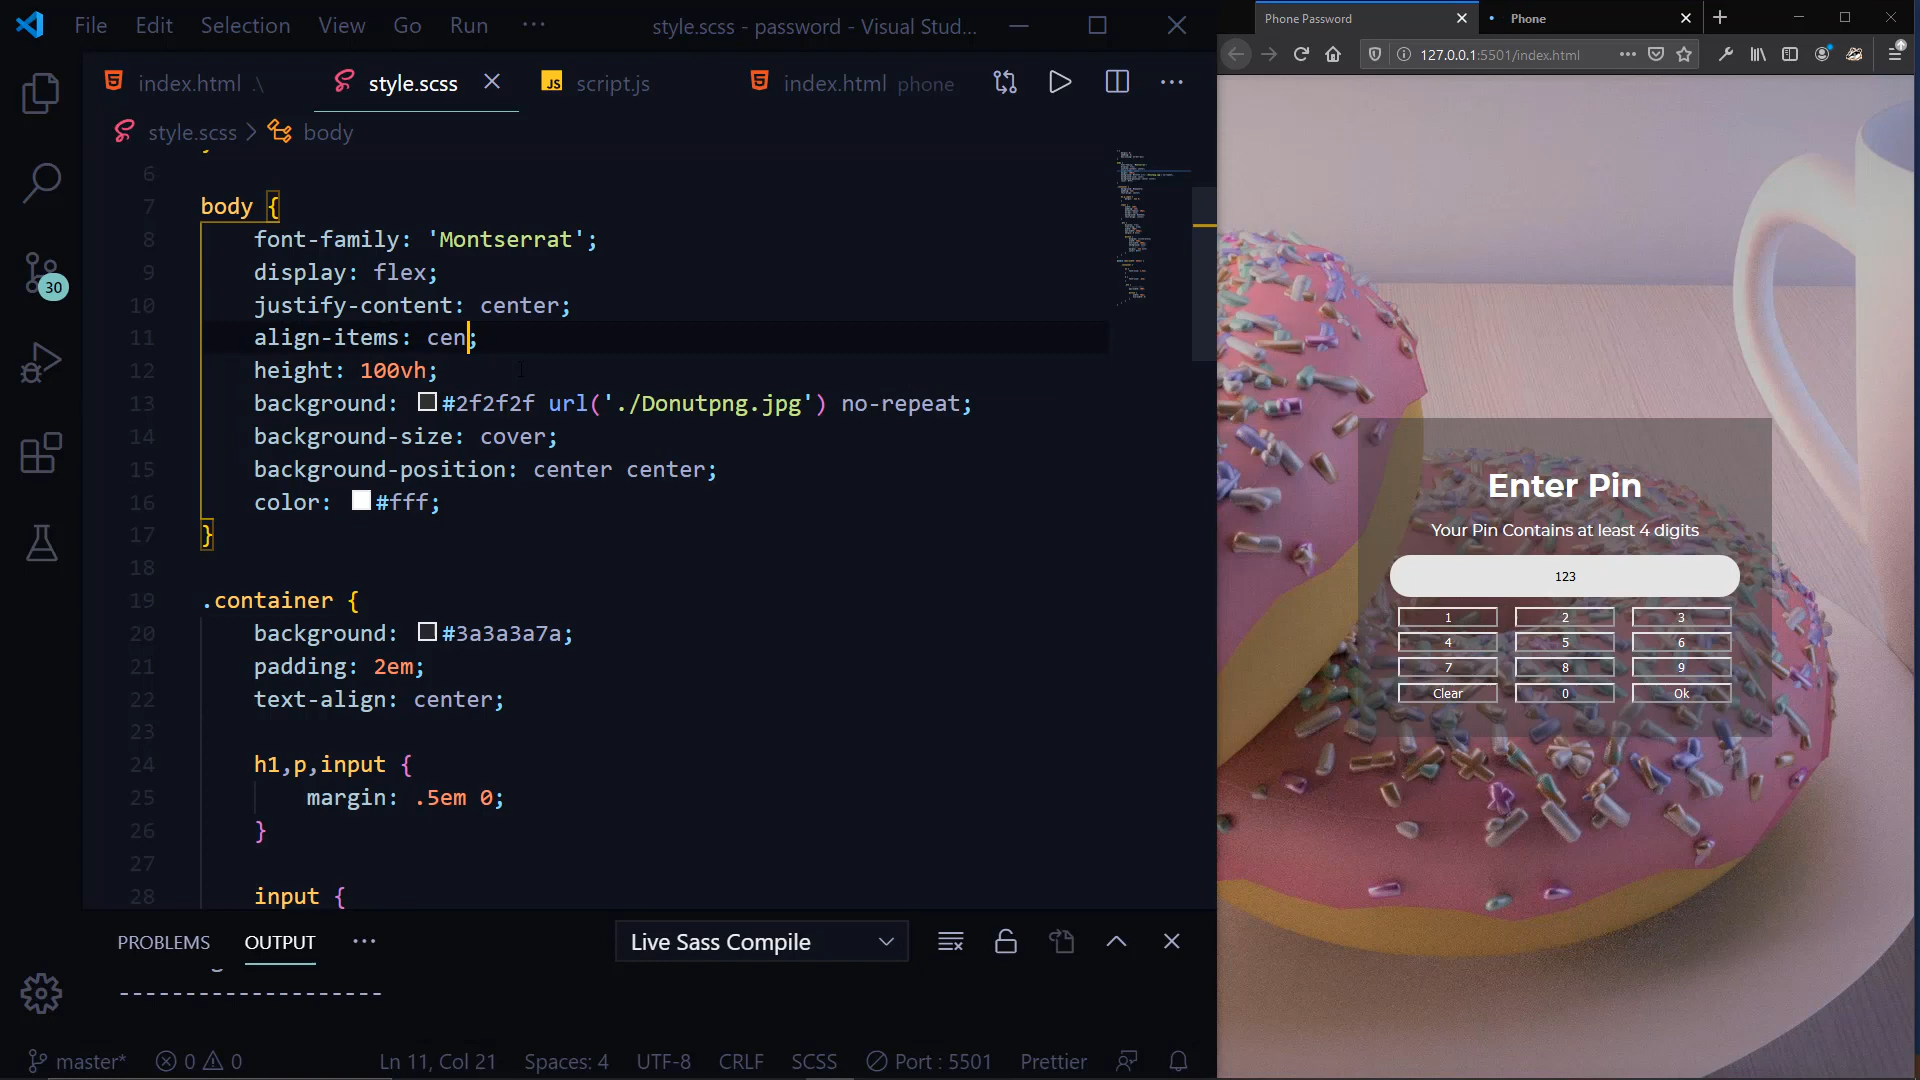 File Edit Selection View Go Run ··· style.scss - password - Visual Stud...
index.html .\ style.scss script.js index.html phone
style.scss > body
6
7 body {
8 font-family: 'Montserrat';
9 display: flex;
10 justify-content: center;
11 align-items: cen;
12 height: 100vh;
13 background: #2f2f2f url('./Donutpng.jpg') no-repeat;
14 background-size: cover;
15 background-position: center center;
16 color: #fff;
17 }
18
19 .container {
20 background: #3a3a3a7a;
21 padding: 2em;
22 text-align: center;
23
24 h1,p,input {
25 margin: .5em 0;
26 }
27
28 input {
30
PROBLEMS OUTPUT ··· Live Sass Compile
--------------------
master* 0 0 Ln 11, Col 21 Spaces: 4 UTF-8 CRLF SCSS Port : 5501 Prettier
Phone Password Phone
127.0.0.1:5501/index.html
Enter Pin
Your Pin Contains at least 4 digits
123
1 2 3
4 5 6
7 8 9
Clear 0 Ok